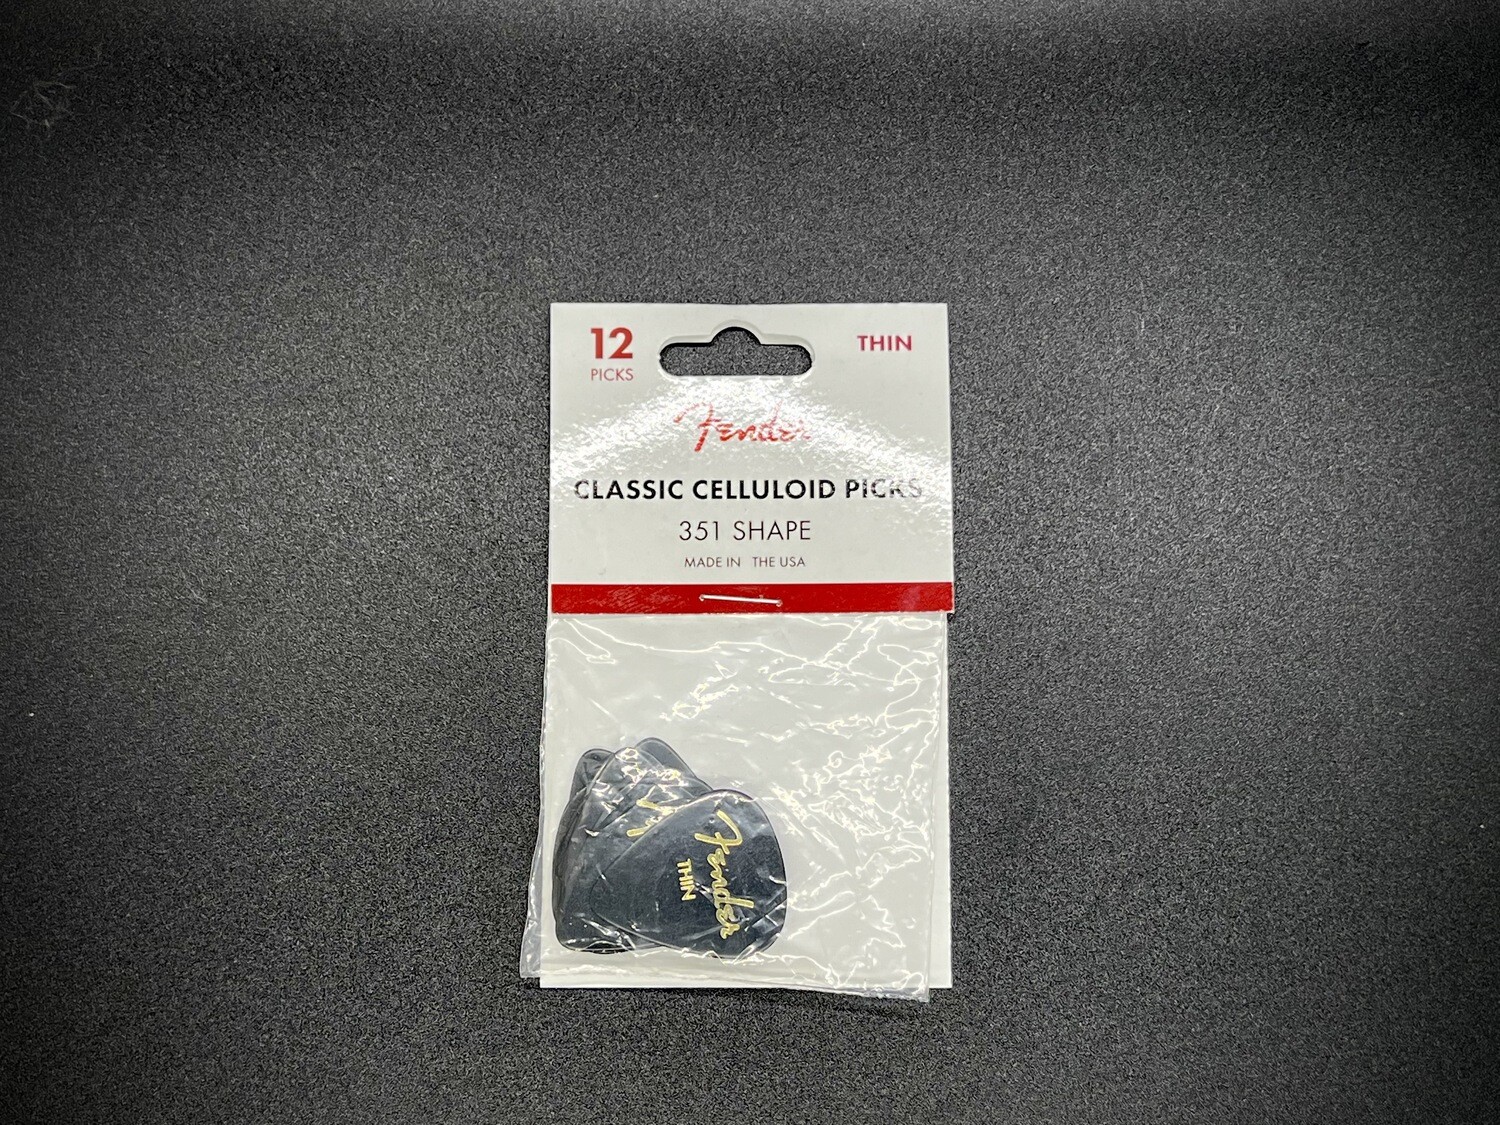 12
PICKS
THIN
Fender
CLASSIC CELLULOID PICKS
351 SHAPE
MADE IN THE USA
Fender
THIN